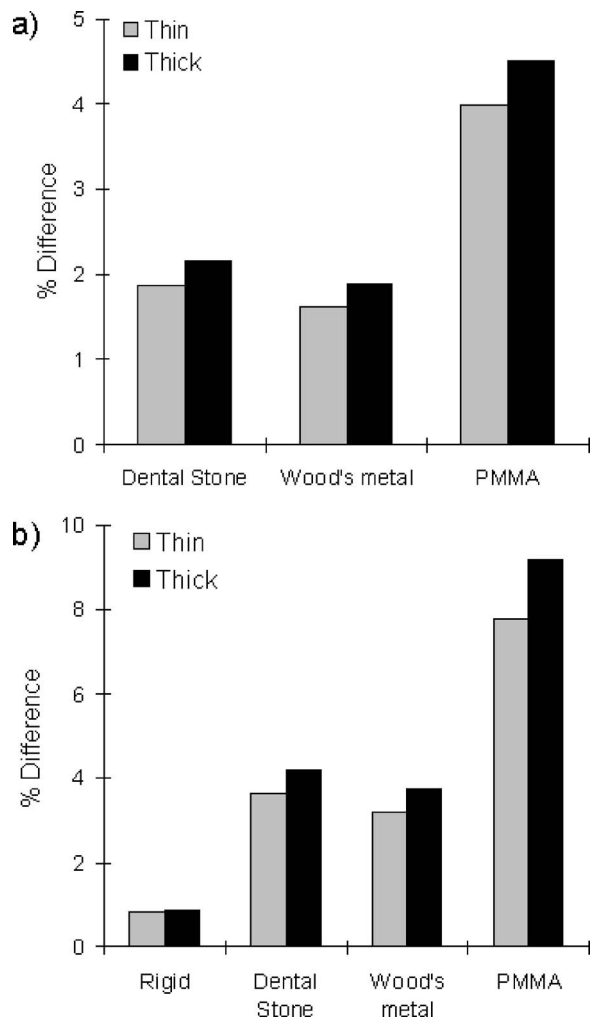 a)
Thin
Thick
% Difference
5
4
3
2
1
0
Dental Stone Wood's metal PMMA
b)
Thin
Thick
% Difference
10
8
6
4
2
0
Rigid Dental Wood's PMMA
Stone metal